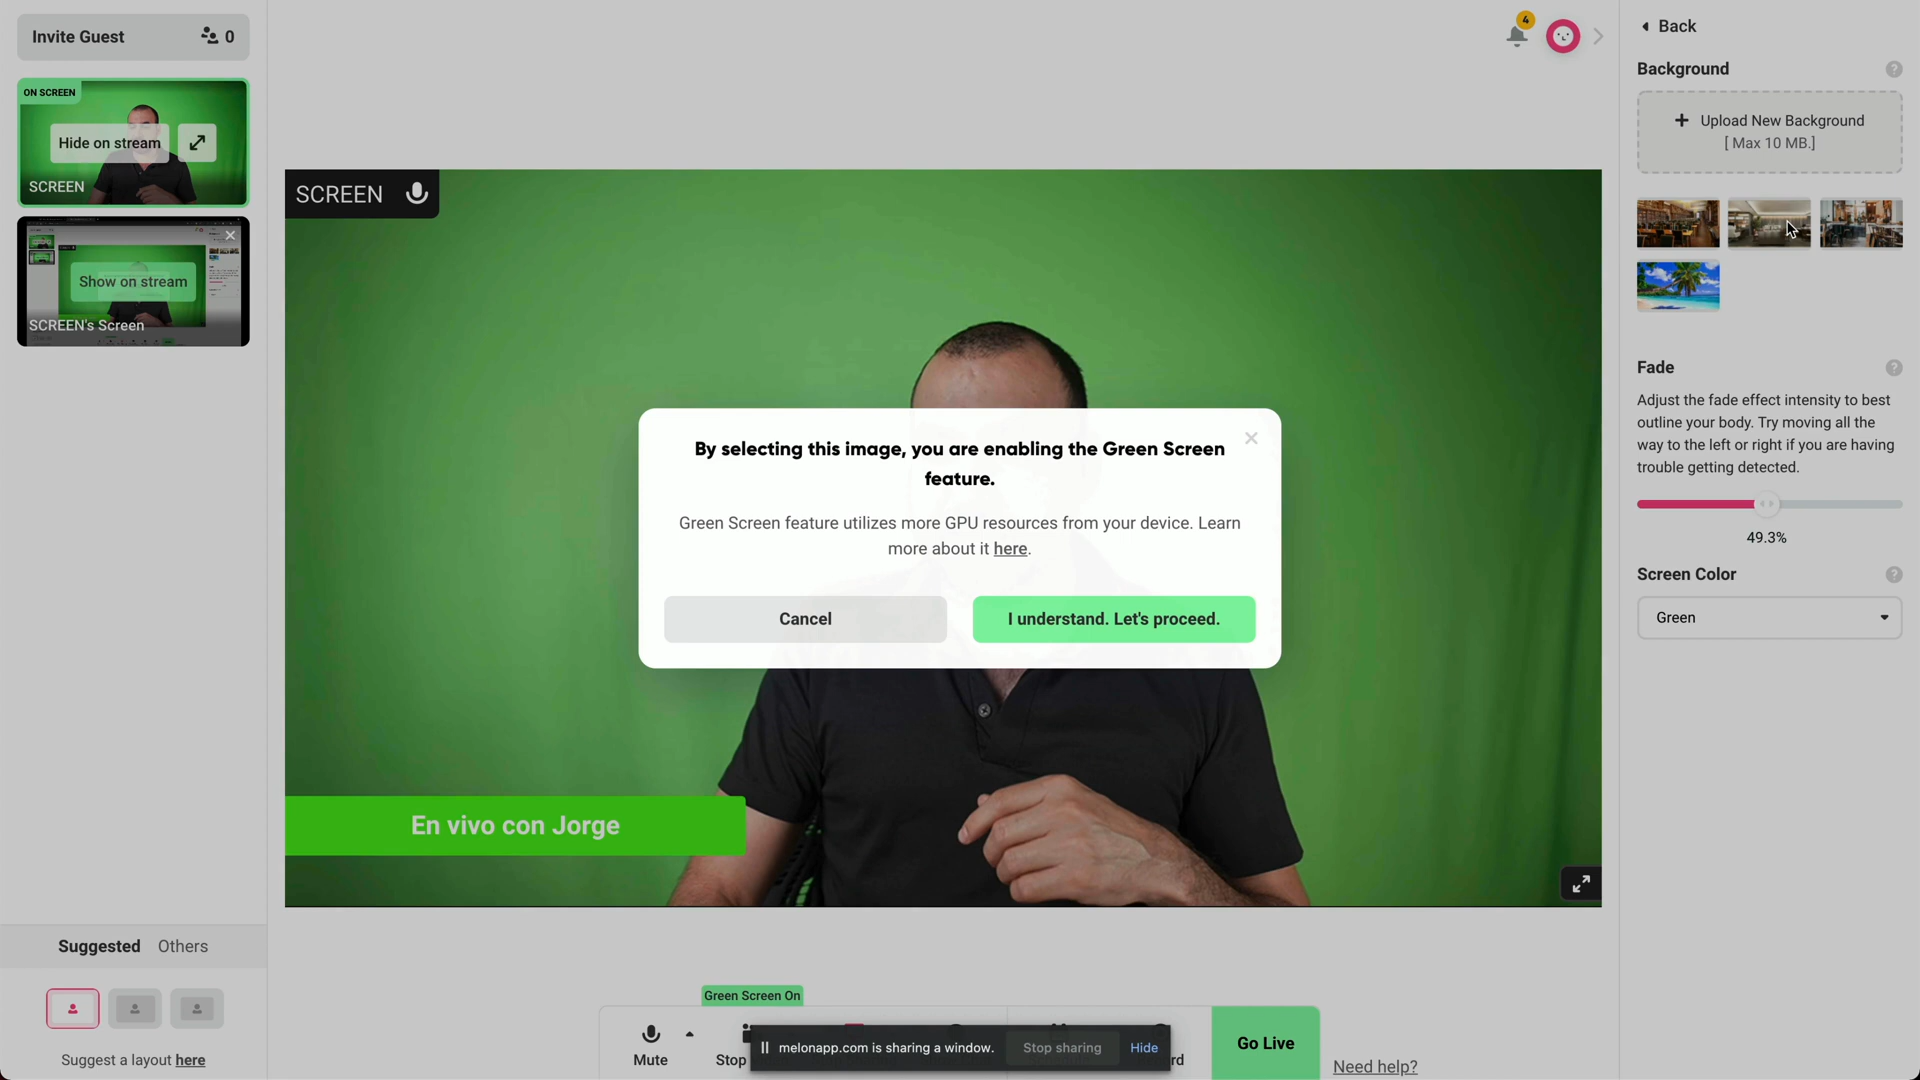 Invite Guest
0
ON SCREEN
Hide on stream
SCREEN
Show on stream
SCREEN's Screen
Suggested
Others
Suggest a layout here
4
SCREEN
By selecting this image, you are enabling the Green Screen
feature.
Green Screen feature utilizes more GPU resources from your device. Learn
more about it here.
Cancel
I understand. Let's proceed.
En vivo con Jorge
Green Screen On
Mute
Stop
melonapp.com is sharing a window.
Stop sharing
Hide
rd
Go Live
Need help?
Back
Background
?
+ Upload New Background
[ Max 10 MB.]
Fade
?
Adjust the fade effect intensity to best
outline your body. Try moving all the
way to the left or right if you are having
trouble getting detected.
49.3%
Screen Color
?
Green